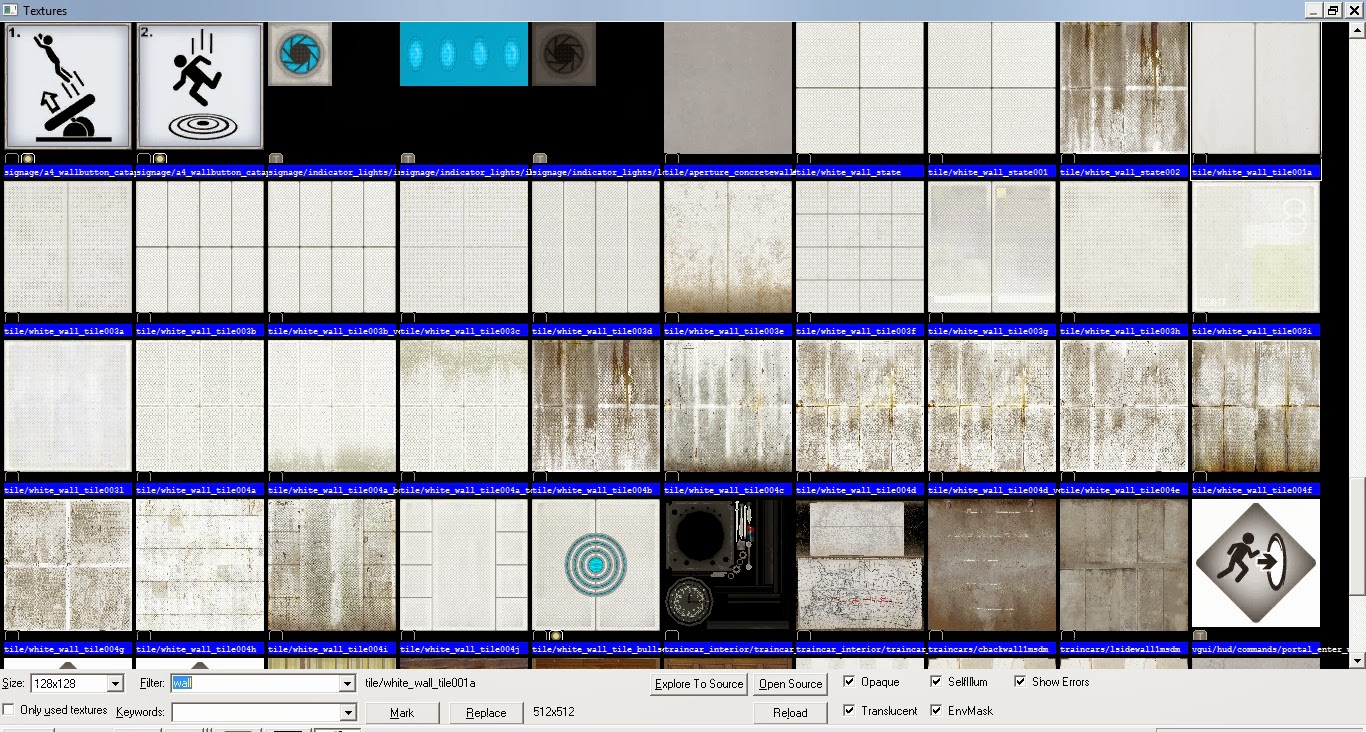 Textures
1.
2.
signage/a4_wallbutton_cata
signage/a4_wallbutton_cata
signage/indicator_lights/i
signage/indicator_lights/i
signage/indicator_lights/l
tile/aperture_concretewall
tile/white_wall_state
tile/white_wall_state001
tile/white_wall_state002
tile/white_wall_tile001a
8
tile/white_wall_tile003a
tile/white_wall_tile003b
tile/white_wall_tile003b_w
tile/white_wall_tile003c
tile/white_wall_tile003d
tile/white_wall_tile003e
tile/white_wall_tile003f
tile/white_wall_tile003g
tile/white_wall_tile003h
tile/white_wall_tile003i
tile/white_wall_tile003l
tile/white_wall_tile004a
tile/white_wall_tile004a_b
tile/white_wall_tile004a_t
tile/white_wall_tile004b
tile/white_wall_tile004c
tile/white_wall_tile004d
tile/white_wall_tile004d_w
tile/white_wall_tile004e
tile/white_wall_tile004f
tile/white_wall_tile004g
tile/white_wall_tile004h
tile/white_wall_tile004i
tile/white_wall_tile004j
tile/white_wall_tile_bulls
traincar_interior/traincar
traincar_interior/traincar
traincars/cbackwall1msdm
traincars/lsidewall1msdm
vgui/hud/commands/portal_enter_w
Size: 128x128 Filter: wall tile/white_wall_tile001a Explore To Source Open Source Opaque SelfIllum Show Errors
Only used textures Keywords: Mark Replace 512x512 Reload Translucent EnvMask